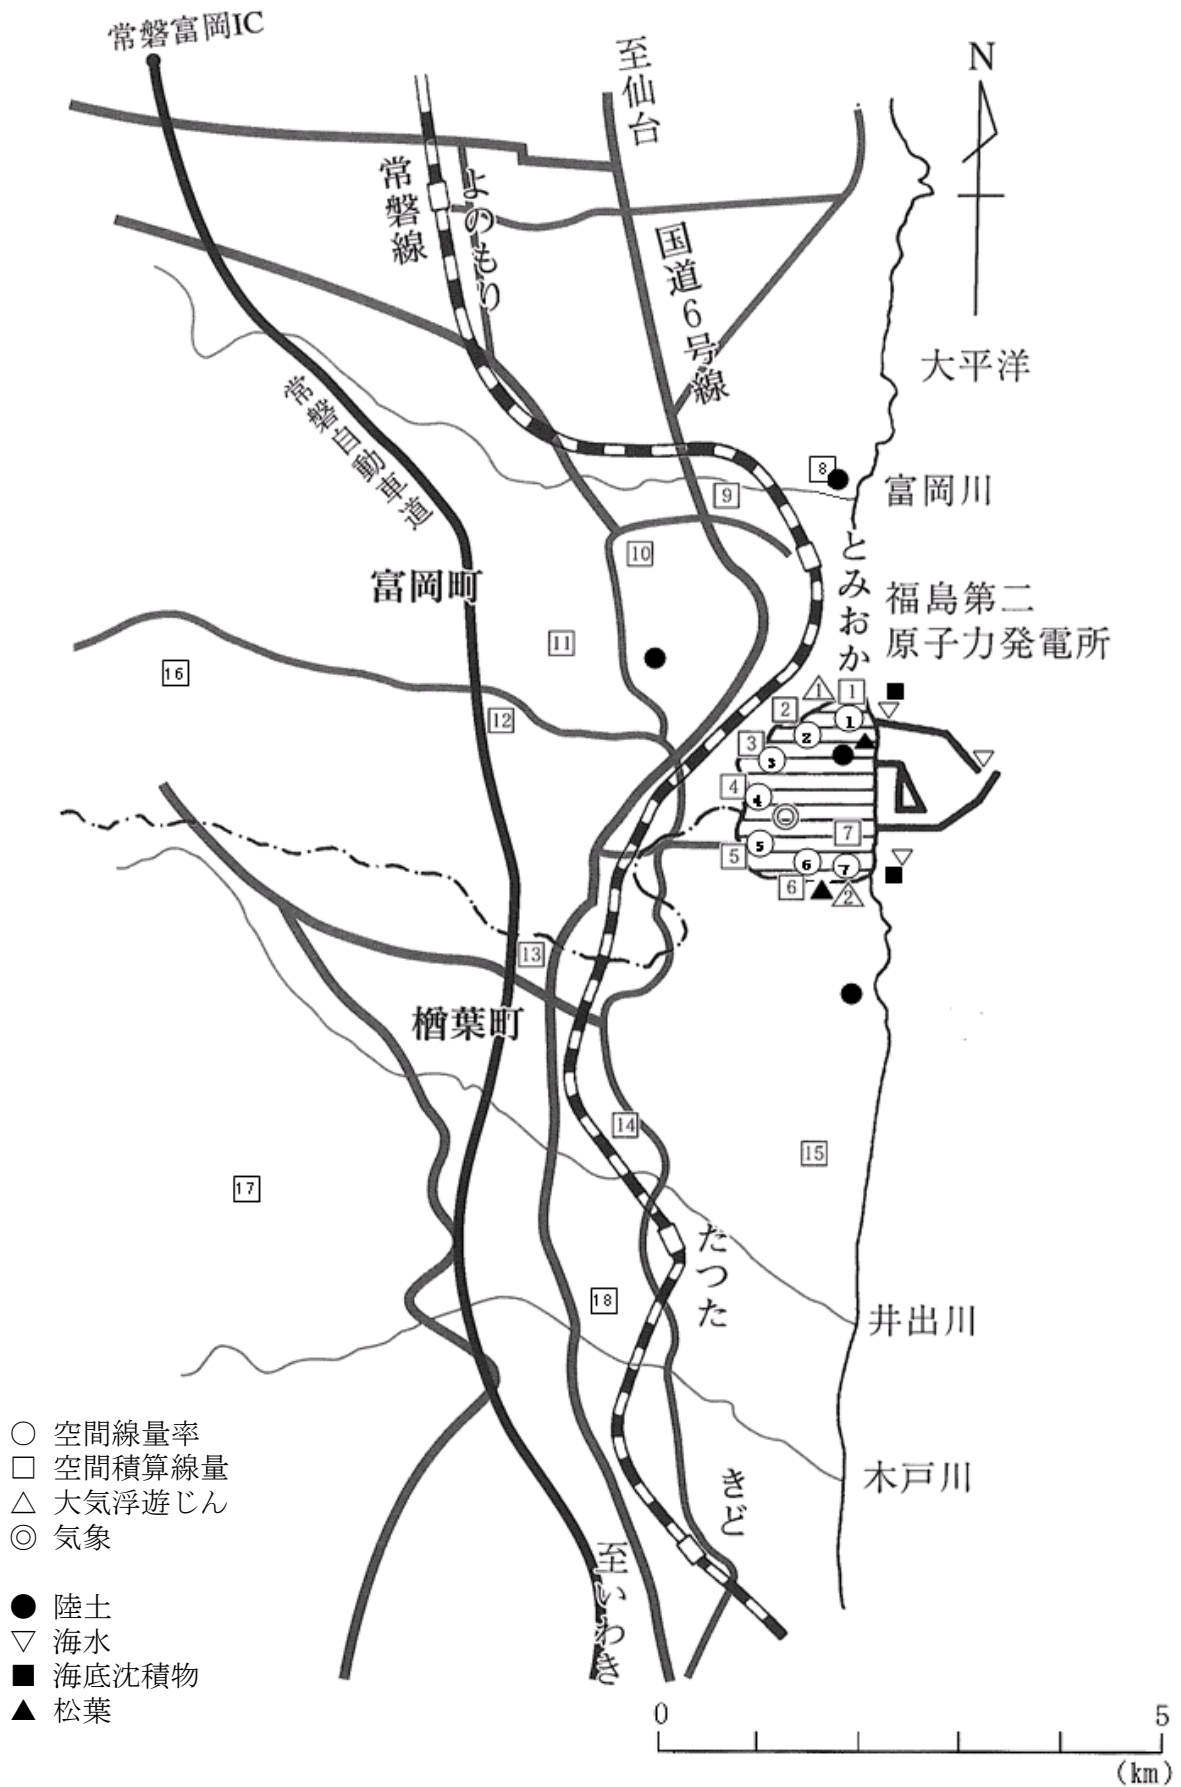 常磐富岡IC
至仙台
N
常磐線
よのもり
国道6号線
大平洋
常磐自動車道
8
富岡川
9
とみおか
10
富岡町
福島第二
原子力発電所
11
16
12
1
1
2
1
2
3
3
4
4
7
5
5
6
7
6
2
13
楢葉町
14
15
17
たつた
18
井出川
○ 空間線量率
□ 空間積算線量
△ 大気浮遊じん
◎ 気象
● 陸土
▽ 海水
■ 海底沈積物
▲ 松葉
きど
木戸川
至いわき
0
5
(km)